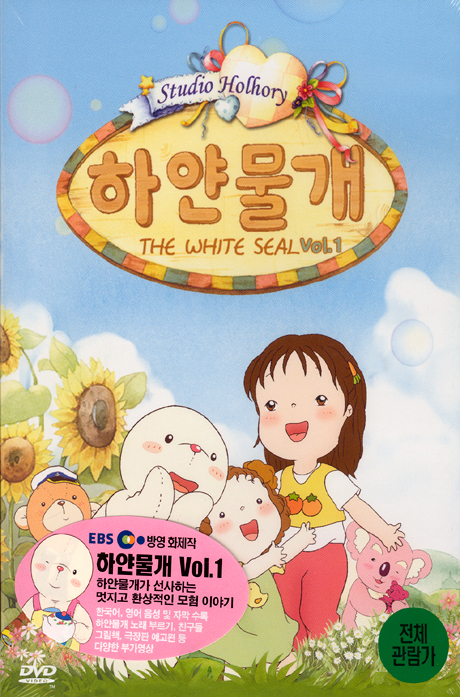 Studio Holhory
하얀물개
THE WHITE SEAL Vol.1
EBS 방영 화제작
하얀물개 Vol.1
하얀물개가 선사하는
멋지고 환상적인 모험 이야기
한국어, 영어 음성 및 자막 수록
하얀물개 노래 부르기, 친구들
그림책, 극장판 예고편 등
다양한 부가영상
전체
관람가
DVD
VIDEO
TM